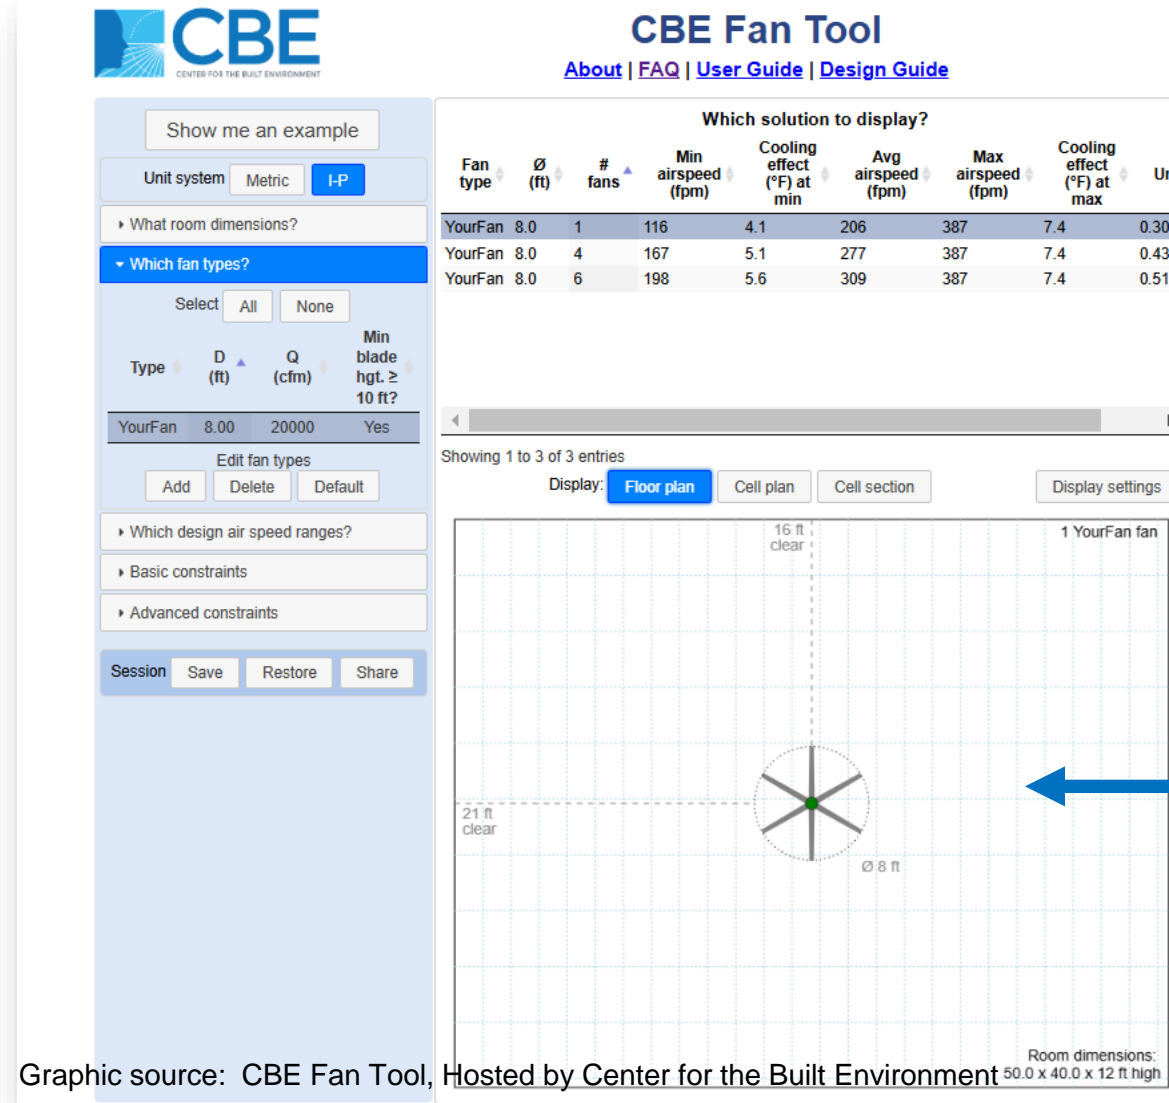 CBE
CENTER FOR THE BUILT ENVIRONMENT
CBE Fan Tool
About | FAQ | User Guide | Design Guide
Show me an example
Unit system Metric I-P
What room dimensions?
Which fan types?
Select All None
Type D (ft) Q (cfm) Min blade hgt. ≥ 10 ft?
YourFan 8.00 20000 Yes
Edit fan types
Add Delete Default
Which design air speed ranges?
Basic constraints
Advanced constraints
Session Save Restore Share
Which solution to display?
Fan type Ø (ft) # fans Min airspeed (fpm) Cooling effect (°F) at min Avg airspeed (fpm) Max airspeed (fpm) Cooling effect (°F) at max
YourFan 8.0 1 116 4.1 206 387 7.4 0.30
YourFan 8.0 4 167 5.1 277 387 7.4 0.43
YourFan 8.0 6 198 5.6 309 387 7.4 0.51
Showing 1 to 3 of 3 entries
Display: Floor plan Cell plan Cell section Display settings
16 ft
clear
1 YourFan fan
21 ft
clear
Ø 8 ft
Room dimensions:
50.0 x 40.0 x 12 ft high
Graphic source: CBE Fan Tool, Hosted by Center for the Built Environment